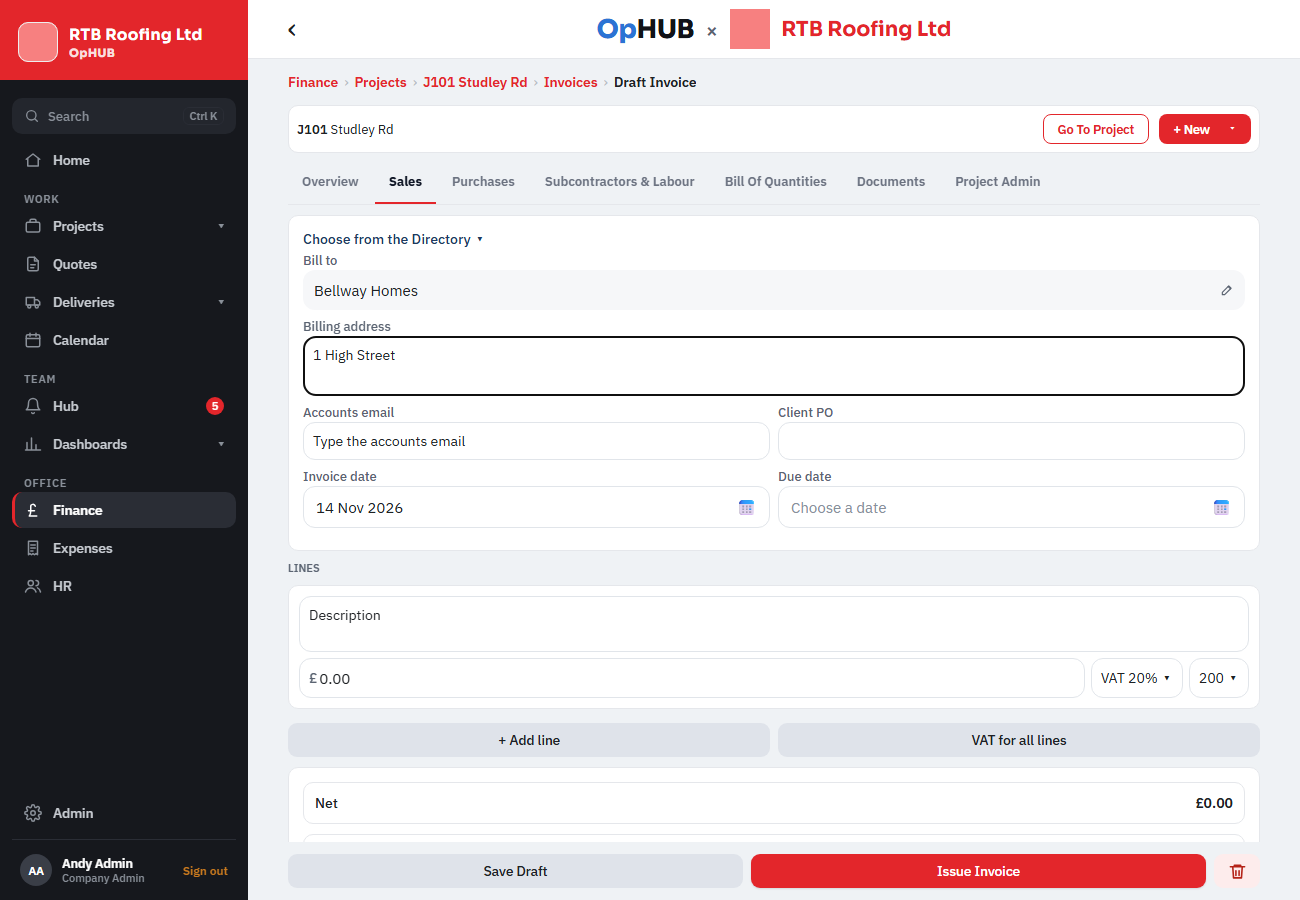 RTB Roofing Ltd
OpHUB
Search Ctrl K
Home
WORK
Projects
Quotes
Deliveries
Calendar
TEAM
Hub 5
Dashboards
OFFICE
£ Finance
Expenses
HR
Admin
AA Andy Admin
Company Admin
Sign out
OpHUB × RTB Roofing Ltd
Finance › Projects › J101 Studley Rd › Invoices › Draft Invoice
J101 Studley Rd Go To Project + New
Overview Sales Purchases Subcontractors & Labour Bill Of Quantities Documents Project Admin
Choose from the Directory
Bill to
Bellway Homes
Billing address
1 High Street
Accounts email Client PO
Type the accounts email
Invoice date Due date
14 Nov 2026 Choose a date
LINES
Description
£ 0.00 VAT 20% 200
+ Add line VAT for all lines
Net £0.00
Save Draft Issue Invoice